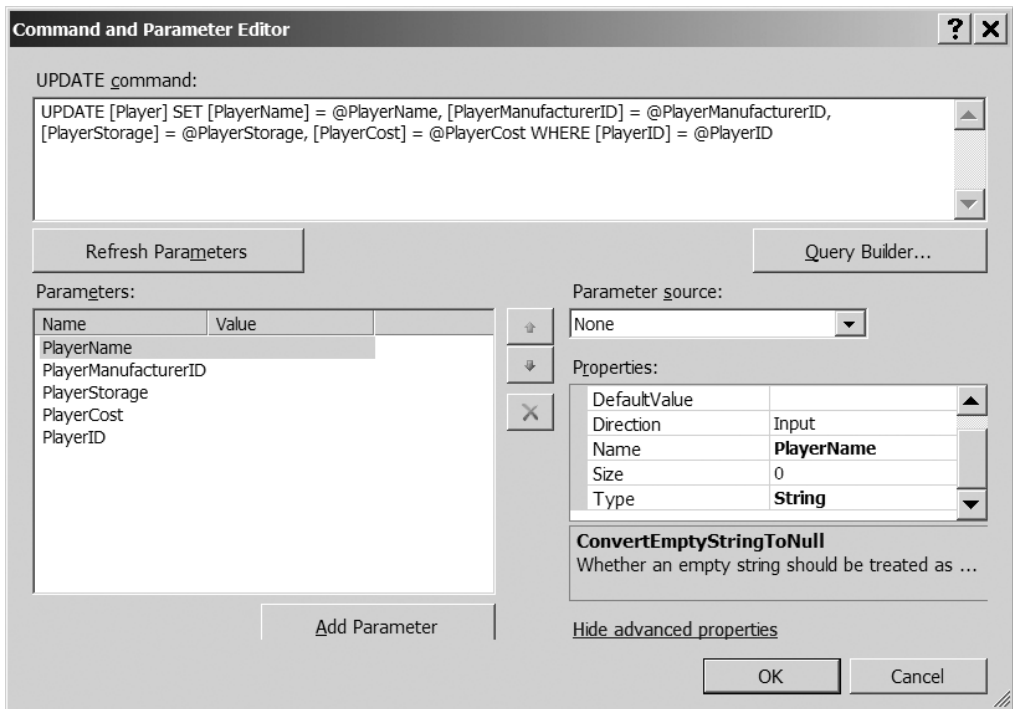 Command and Parameter Editor
UPDATE command:
UPDATE [Player] SET [PlayerName] = @PlayerName, [PlayerManufacturerID] = @PlayerManufacturerID,
[PlayerStorage] = @PlayerStorage, [PlayerCost] = @PlayerCost WHERE [PlayerID] = @PlayerID
Refresh Parameters
Query Builder...
Parameters:
Name Value
PlayerName
PlayerManufacturerID
PlayerStorage
PlayerCost
PlayerID
Add Parameter
Parameter source:
None
Properties:
DefaultValue
Direction Input
Name PlayerName
Size 0
Type String
ConvertEmptyStringToNull
Whether an empty string should be treated as ...
Hide advanced properties
OK
Cancel